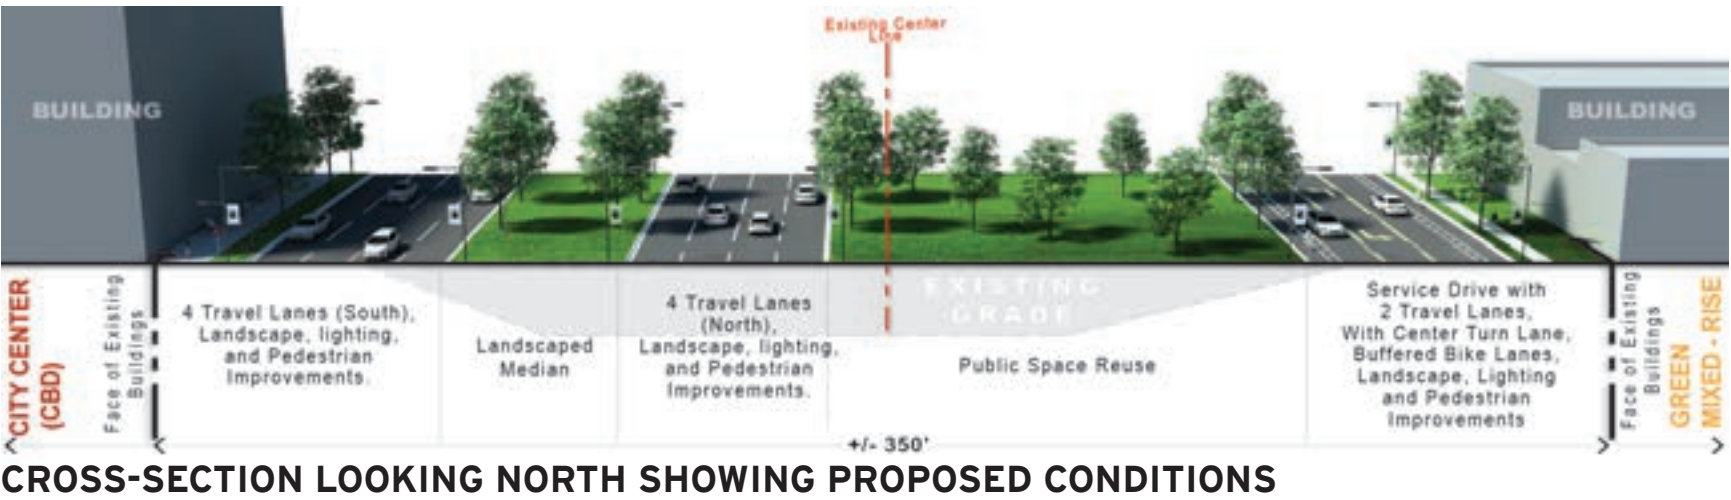 Existing Center
Line
BUILDING
BUILDING
CITY CENTER
(CBD)
Face of Existing
Buildings
4 Travel Lanes (South),
Landscape, lighting,
and Pedestrian
Improvements.
Landscaped
Median
4 Travel Lanes
(North),
Landscape, lighting,
and Pedestrian
Improvements.
EXISTING
GRADE
Public Space Reuse
Service Drive with
2 Travel Lanes,
With Center Turn Lane,
Buffered Bike Lanes,
Landscape, Lighting
and Pedestrian
Improvements
Face of Existing
Buildings
GREEN
MIXED - RISE
+/- 350'
CROSS-SECTION LOOKING NORTH SHOWING PROPOSED CONDITIONS